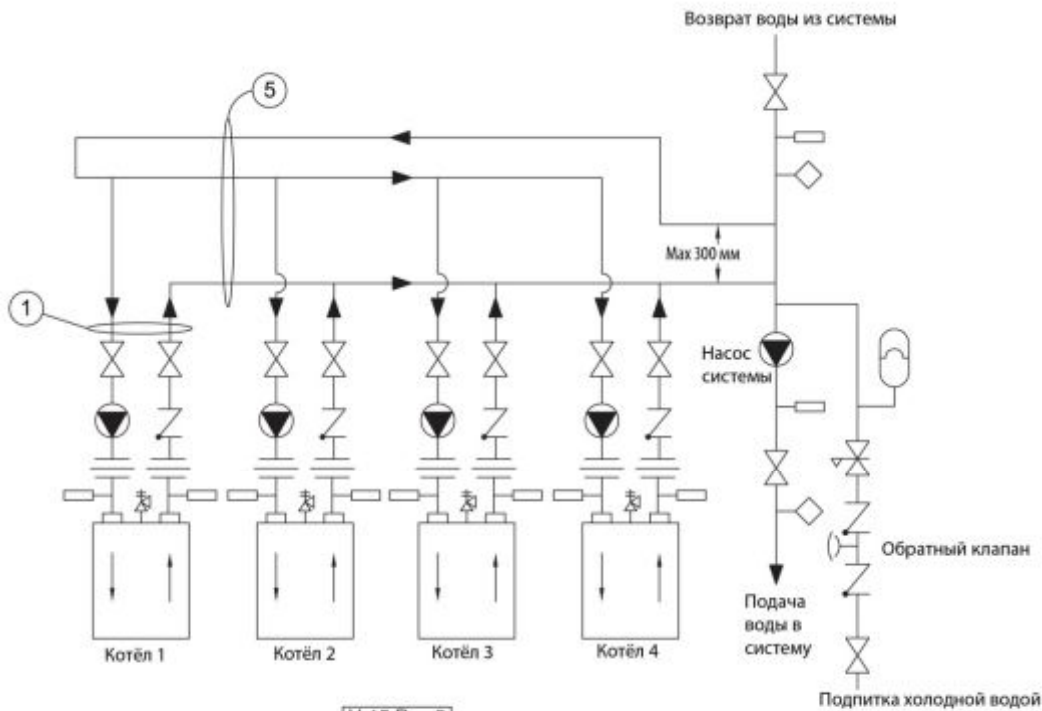 Возврат воды из системы
5
Max 300 мм
1
Насос
системы
Обратный клапан
Подача
воды в
систему
Котёл 1
Котёл 2
Котёл 3
Котёл 4
Подпитка холодной водой